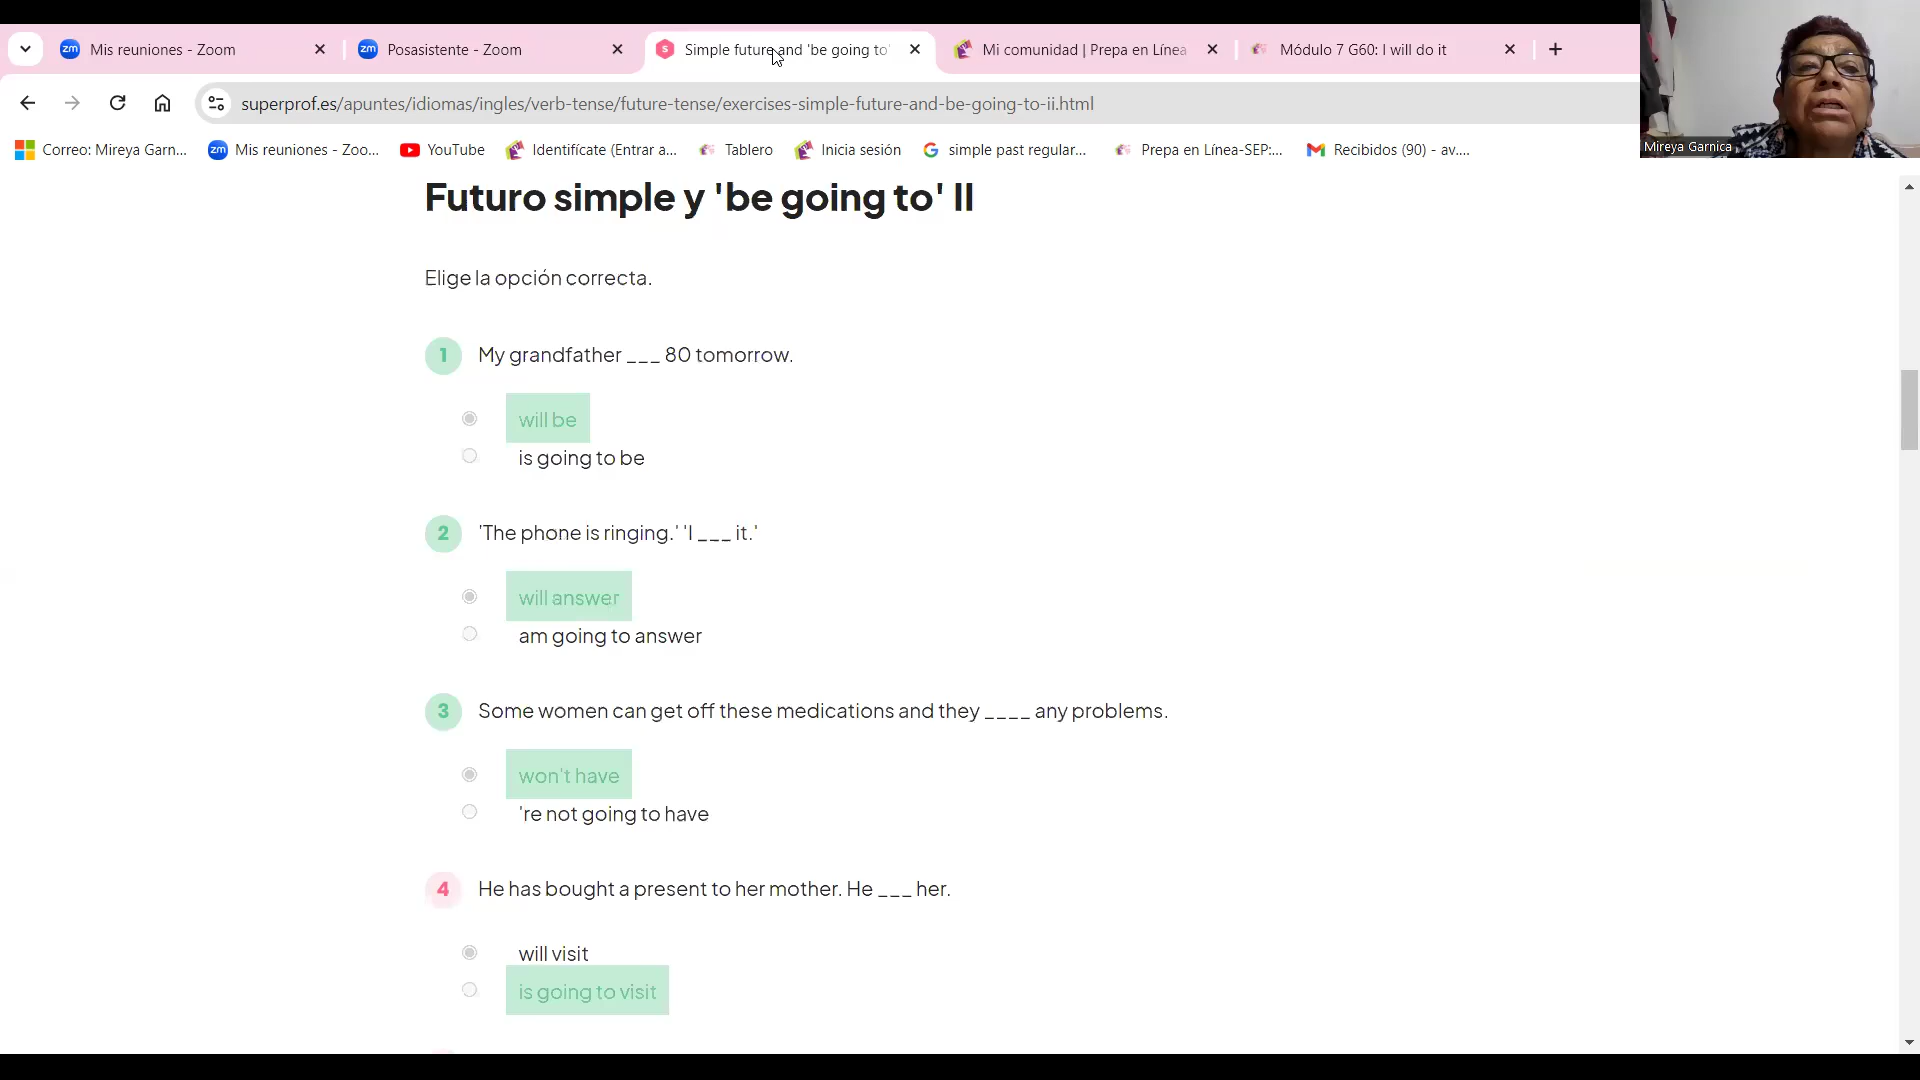 Mis reuniones - Zoom
Posasistente - Zoom
Simple future and 'be going to'
Mi comunidad | Prepa en Línea
Módulo 7 G60: I will do it
superprof.es/apuntes/idiomas/ingles/verb-tense/future-tense/exercises-simple-future-and-be-going-to-ii.html
Correo: Mireya Garn...
Mis reuniones - Zoo...
YouTube
Identifícate (Entrar a...
Tablero
Inicia sesión
simple past regular...
Prepa en Línea-SEP:...
Recibidos (90) - av....
Mireya Garnica
Futuro simple y 'be going to' II
Elige la opción correcta.
1 My grandfather ___ 80 tomorrow.
will be
is going to be
2 'The phone is ringing.' 'I ___ it.'
will answer
am going to answer
3 Some women can get off these medications and they ____ any problems.
won't have
're not going to have
4 He has bought a present to her mother. He ___ her.
will visit
is going to visit